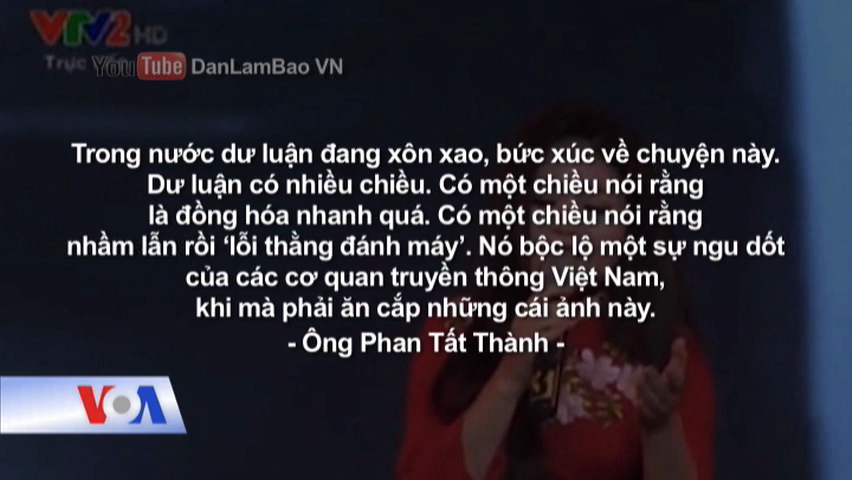 VTV2 HD
Trực
YouTube DanLamBao VN
Trong nước dư luận đang xôn xao, bức xúc về chuyện này.
Dư luận có nhiều chiều. Có một chiều nói rằng
là đồng hóa nhanh quá. Có một chiều nói rằng
nhầm lẫn rồi ‘lỗi thằng đánh máy’. Nó bộc lộ một sự ngu dốt
của các cơ quan truyền thông Việt Nam,
khi mà phải ăn cắp những cái ảnh này.
- Ông Phan Tất Thành -
VOA